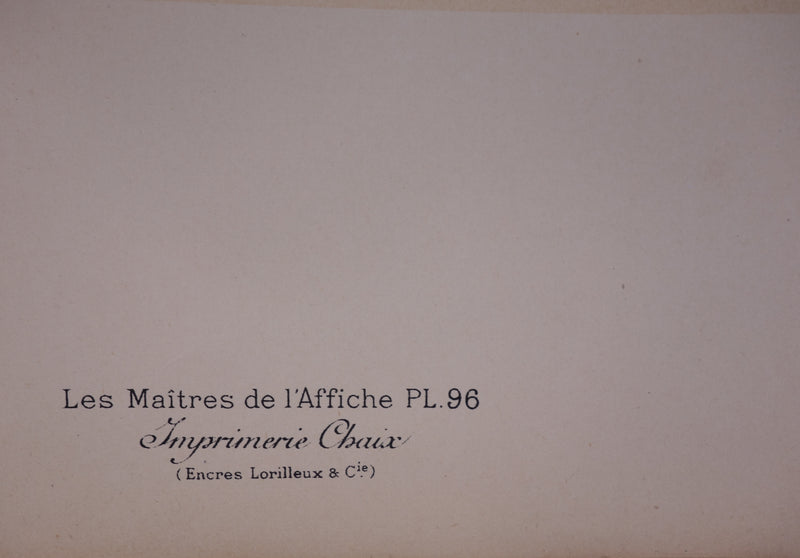 Les Maîtres de l'Affiche PL.96
Imprimerie Chaix
(Encres Lorilleux & Cie)